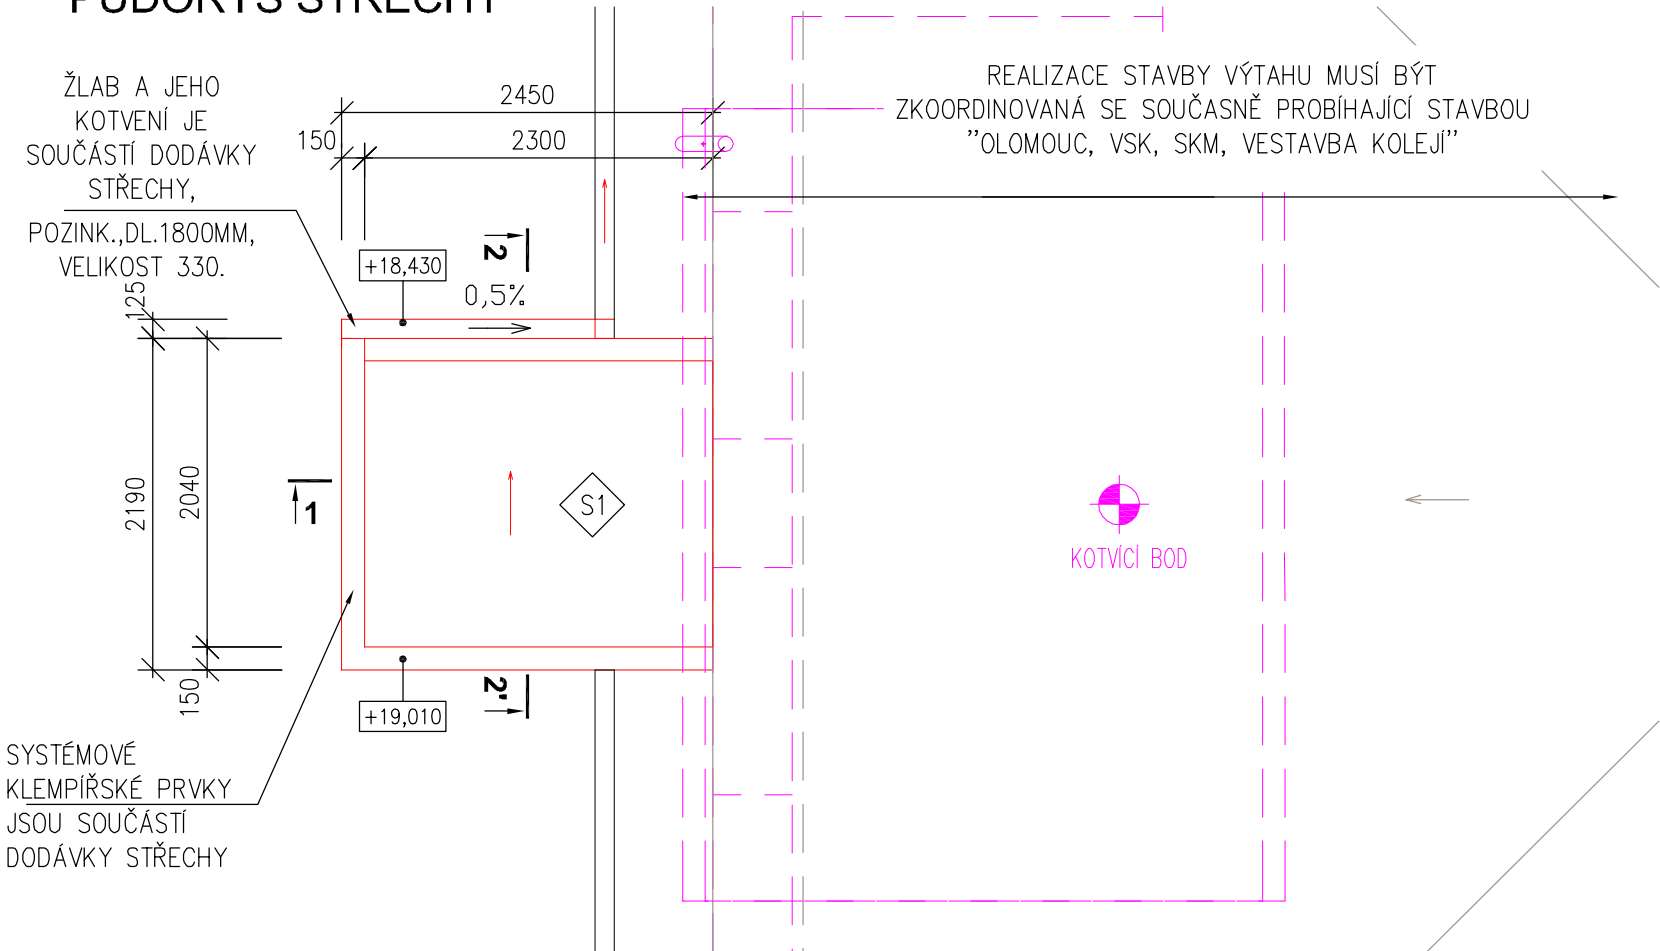 PŮDORYS STŘECHY
ŽLAB A JEHO
KOTVENÍ JE
SOUČÁSTÍ DODÁVKY
STŘECHY,
POZINK.,DL.1800MM,
VELIKOST 330.
2450
150
2300
REALIZACE STAVBY VÝTAHU MUSÍ BÝT
ZKOORDINOVANÁ SE SOUČASNĚ PROBÍHAJÍCÍ STAVBOU
”OLOMOUC, VSK, SKM, VESTAVBA KOLEJÍ”
2
+18,430
0,5%
125
2190
2040
150
1
S1
KOTVÍCÍ BOD
2'
+19,010
SYSTÉMOVÉ
KLEMPÍŘSKÉ PRVKY
JSOU SOUČÁSTÍ
DODÁVKY STŘECHY